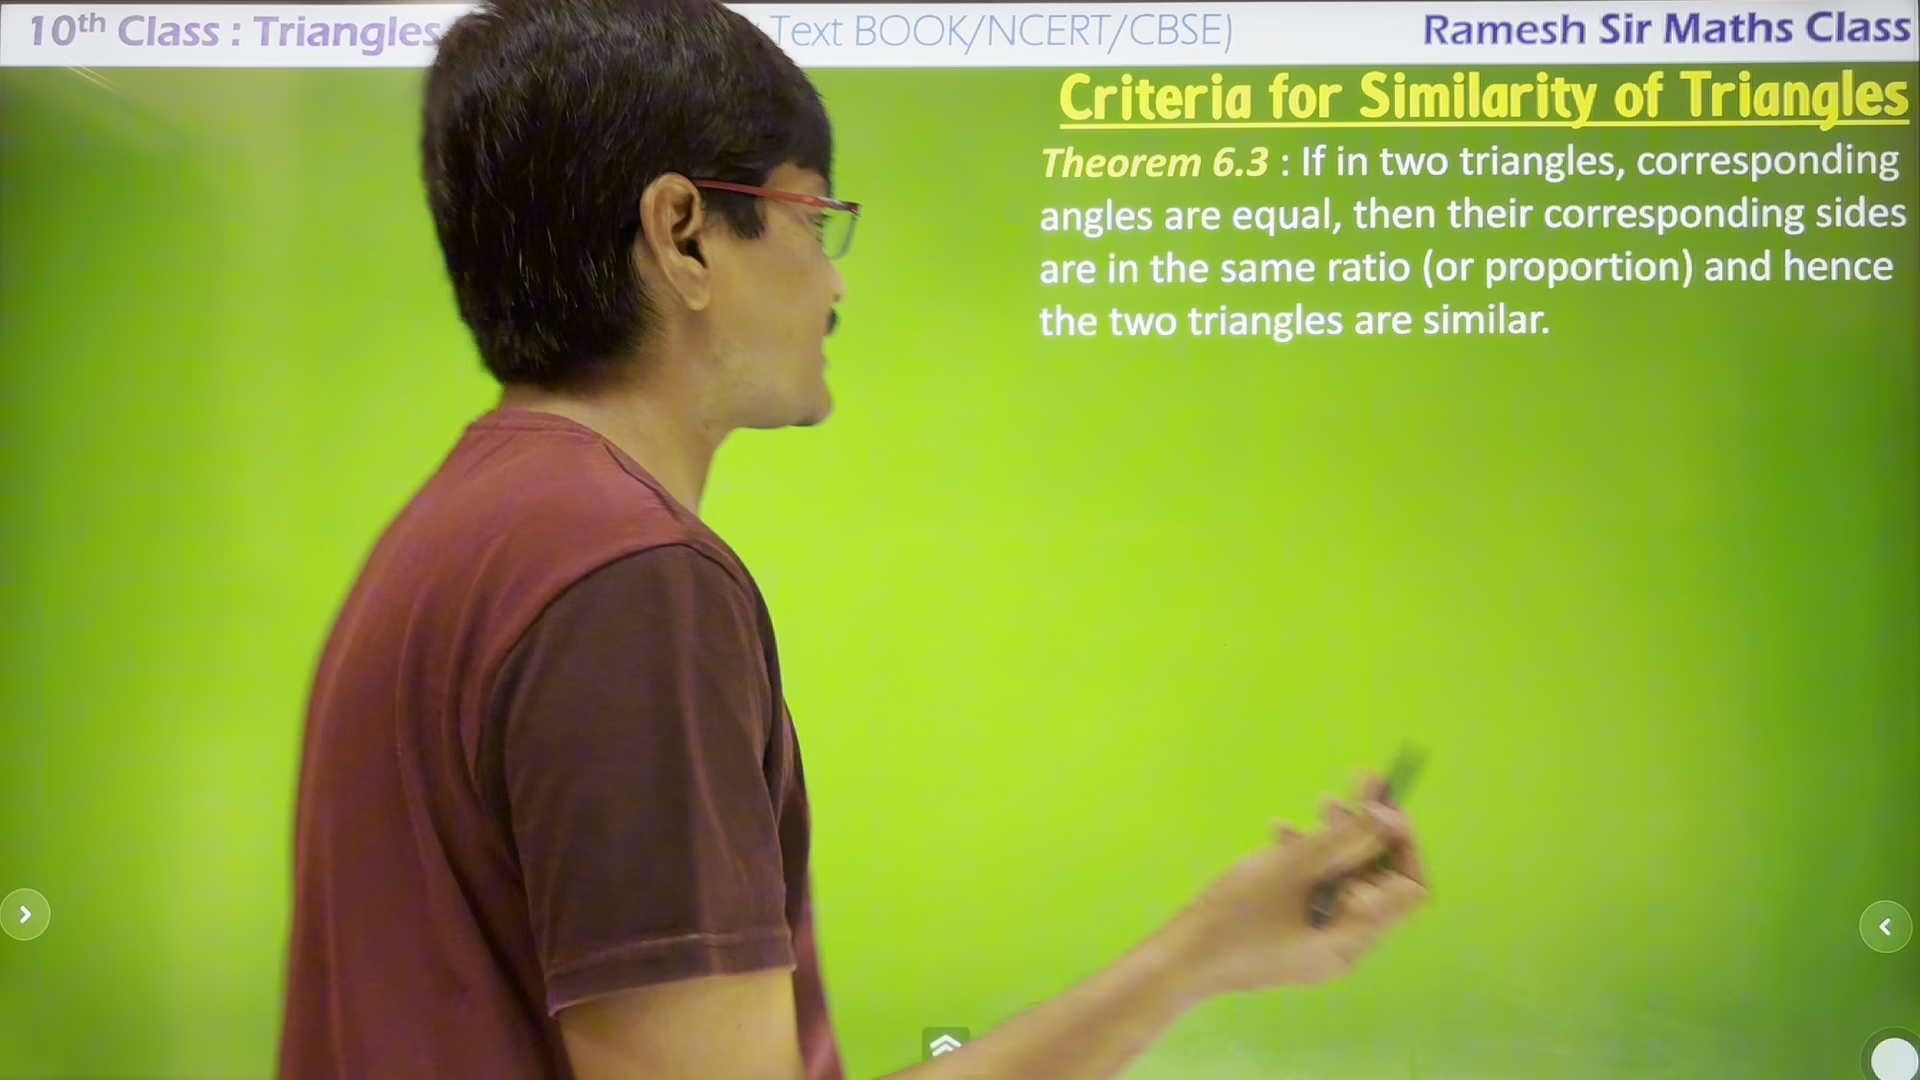 10th Class : Triangles Text BOOK/NCERT/CBSE) Ramesh Sir Maths Class
Criteria for Similarity of Triangles
Theorem 6.3 : If in two triangles, corresponding
angles are equal, then their corresponding sides
are in the same ratio (or proportion) and hence
the two triangles are similar.